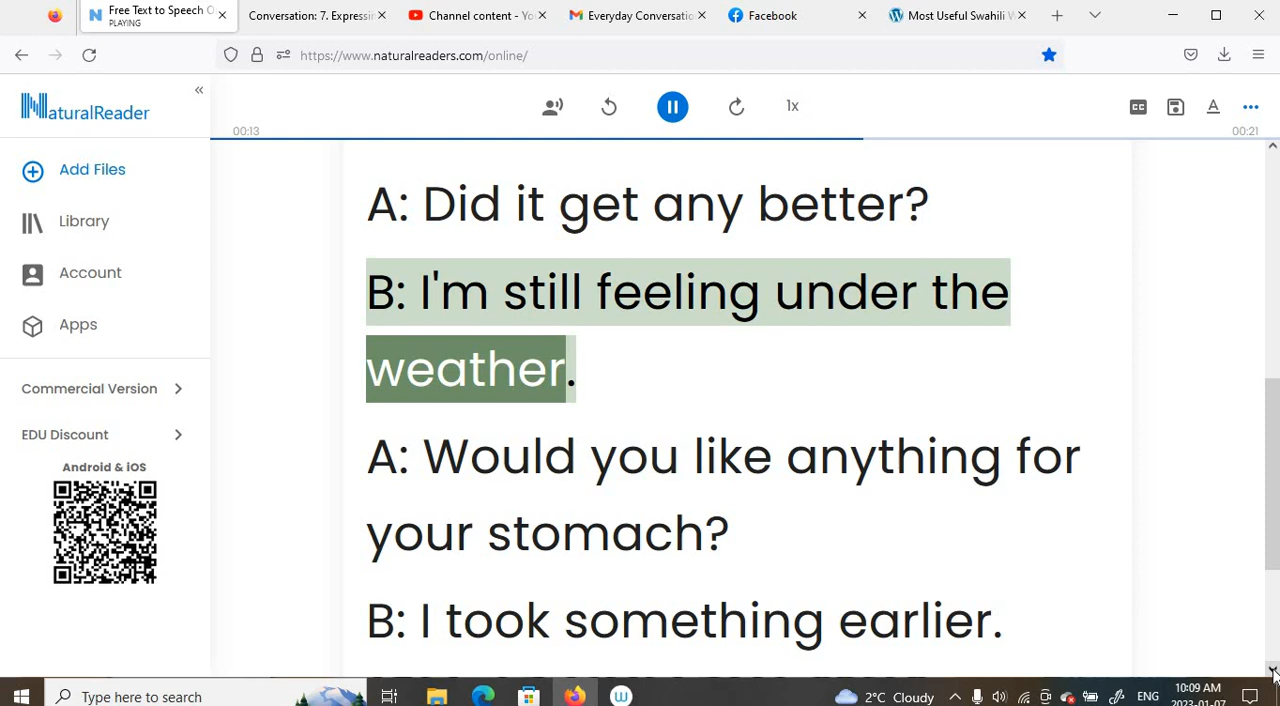 Free Text to Speech O
PLAYING
Conversation: 7. Expressin
Channel content - Yo
Everyday Conversatio
Facebook
Most Useful Swahili W
https://www.naturalreaders.com/online/
NaturalReader
1x
00:13
00:21
Add Files
Library
Account
Apps
Commercial Version
EDU Discount
Android & iOS
A: Did it get any better?
B: I'm still feeling under the
weather.
A: Would you like anything for
your stomach?
B: I took something earlier.
Type here to search
2°C Cloudy
ENG
10:09 AM
2023-01-07